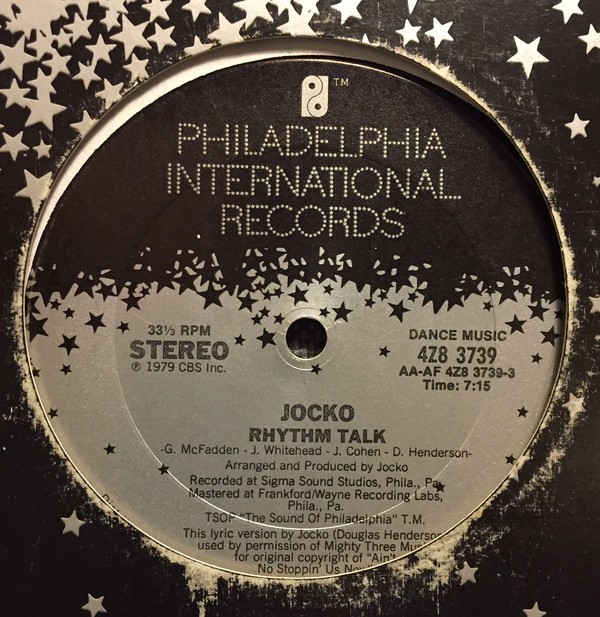 TM
PHILADELPHIA
INTERNATIONAL
RECORDS
33⅓ RPM
STEREO
℗ 1979 CBS Inc.
DANCE MUSIC
4Z8 3739
AA-AF 4Z8 3739-3
Time: 7:15
JOCKO
RHYTHM TALK
-G. McFadden - J. Whitehead - J. Cohen - D. Henderson-
Arranged and Produced by Jocko
Recorded at Sigma Sound Studios, Phila., Pa.
Mastered at Frankford/Wayne Recording Labs,
Phila., Pa.
TSOP "The Sound Of Philadelphia" T.M.
This lyric version by Jocko (Douglas Henderson
used by permission of Mighty Three
for original copyright of "Ain't
No Stoppin' Us